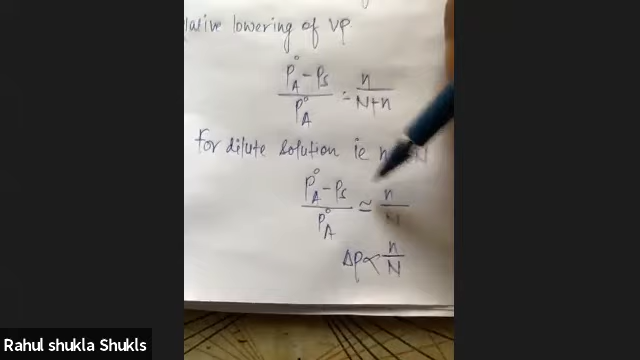 lative lowering of VP
P°A - Ps / P°A = n / N+n
For dilute solution ie n N
P°A - Ps / P°A ≃ n / N
Δp ∝ n / N
Rahul shukla Shukls